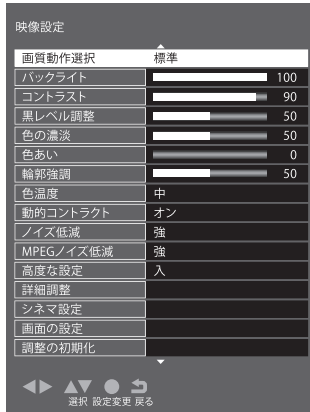 映像設定
画質動作選択 標準
バックライト 100
コントラスト 90
黒レベル調整 50
色の濃淡 50
色あい 0
輪郭強調 50
色温度 中
動的コントラクト オン
ノイズ低減 強
MPEGノイズ低減 強
高度な設定 入
詳細調整
シネマ設定
画面の設定
調整の初期化
選択 設定変更 戻る